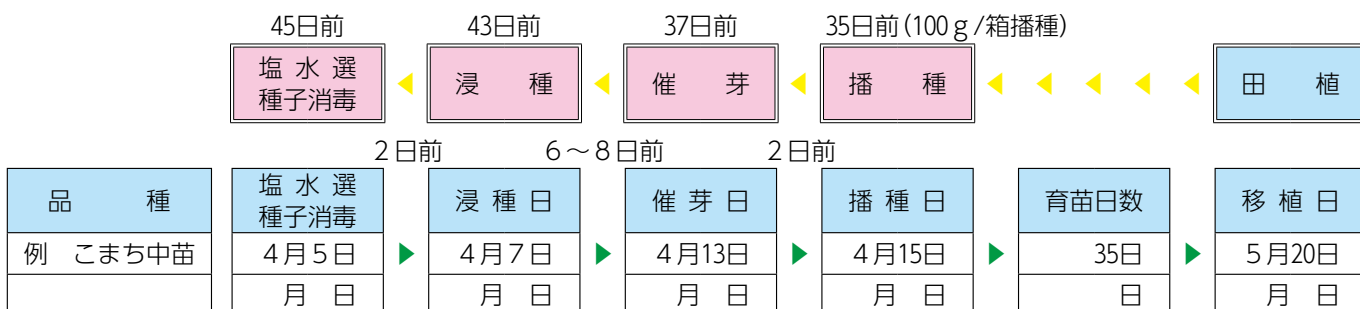 45日前 43日前 37日前 35日前(100g/箱播種)
塩水選 種子消毒 浸種 催芽 播種 田植
2日前 6～8日前 2日前
品種 塩水選 種子消毒 浸種日 催芽日 播種日 育苗日数 移植日
例 こまち中苗 4月5日 4月7日 4月13日 4月15日 35日 5月20日
月 日 月 日 月 日 月 日 日 月 日